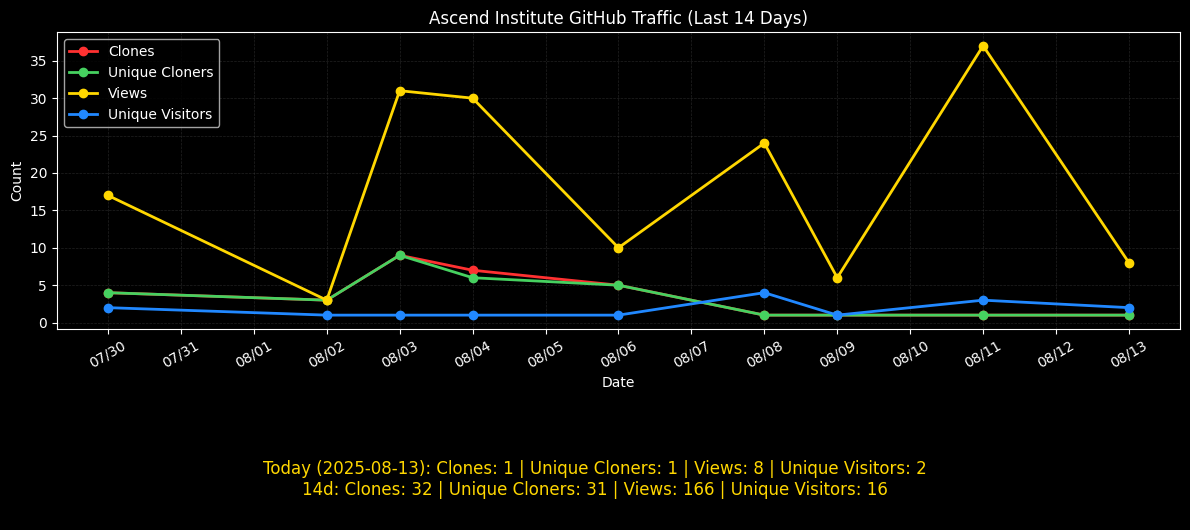 Ascend Institute GitHub Traffic (Last 14 Days)
Clones
Unique Cloners
Views
Unique Visitors
Count
35
30
25
20
15
10
5
0
07/30 07/31 08/01 08/02 08/03 08/04 08/05 08/06 08/07 08/08 08/09 08/10 08/11 08/12 08/13
Date
Today (2025-08-13): Clones: 1 | Unique Cloners: 1 | Views: 8 | Unique Visitors: 2
14d: Clones: 32 | Unique Cloners: 31 | Views: 166 | Unique Visitors: 16